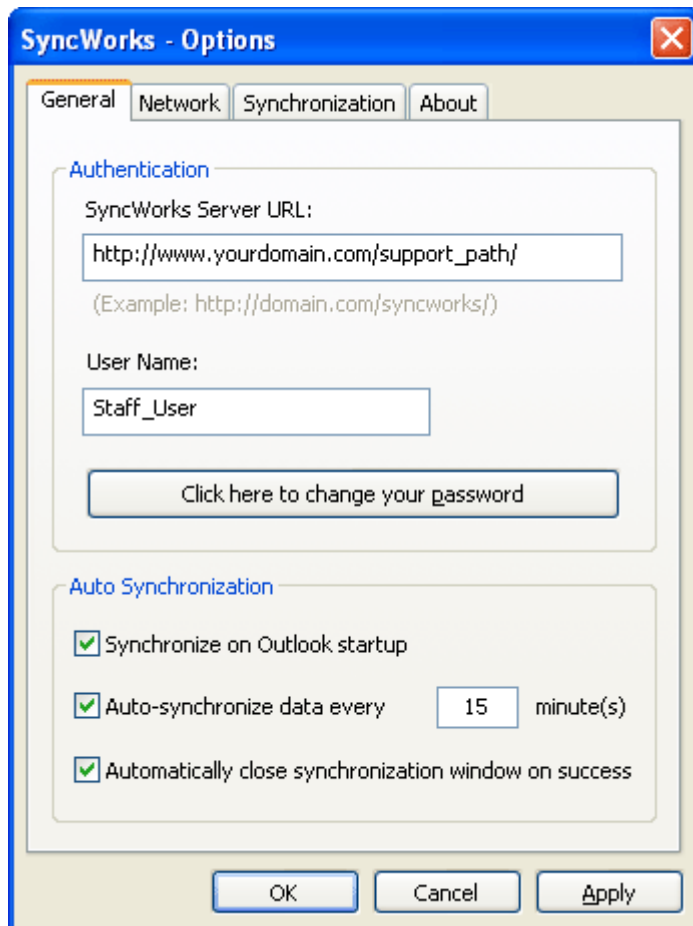 SyncWorks - Options
General Network Synchronization About
Authentication
SyncWorks Server URL:
http://www.yourdomain.com/support_path/
(Example: http://domain.com/syncworks/)
User Name:
Staff_User
Click here to change your password
Auto Synchronization
Synchronize on Outlook startup
Auto-synchronize data every 15 minute(s)
Automatically close synchronization window on success
OK Cancel Apply